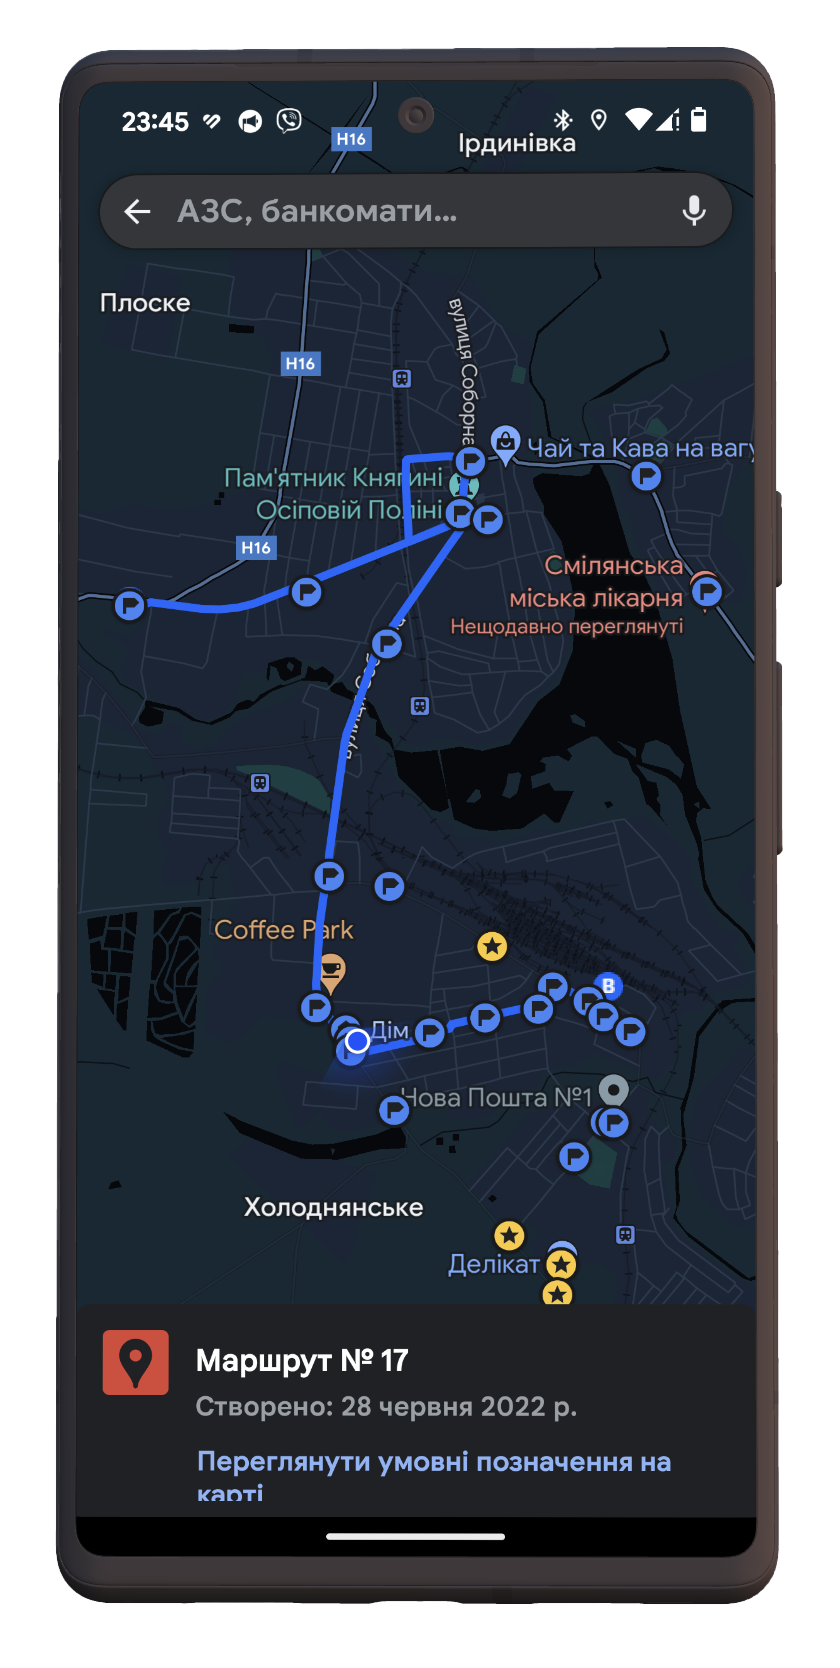 23:45
H16
Ірдинівка
АЗС, банкомати...
Плоске
вулиця Соборна
H16
Чай та Кава на вагу
Пам'ятник Княгині
Осіповій Поліні
H16
Смілянська
міська лікарня
Нещодавно переглянуті
Coffee Park
B
Дім
Нова Пошта №1
Холоднянське
Делікат
Маршрут № 17
Створено: 28 червня 2022 р.
Переглянути умовні позначення на
карті